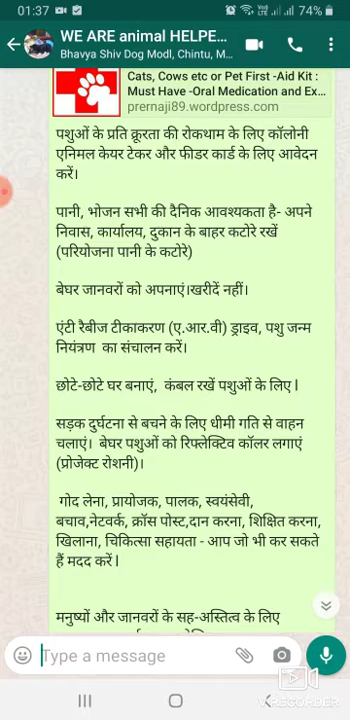 01:37
74%
WE ARE animal HELPE...
Bhavya Shiv Dog Modl, Chintu, M...
Cats, Cows etc or Pet First -Aid Kit :
Must Have -Oral Medication and Ex...
prernaji89.wordpress.com
पशुओं के प्रति क्रूरता की रोकथाम के लिए कॉलोनी
एनिमल केयर टेकर और फीडर कार्ड के लिए आवेदन
करें।
पानी, भोजन सभी की दैनिक आवश्यकता है- अपने
निवास, कार्यालय, दुकान के बाहर कटोरे रखें
(परियोजना पानी के कटोरे)
बेघर जानवरों को अपनाएं।खरीदें नहीं।
एंटी रैबीज टीकाकरण (ए.आर.वी) ड्राइव, पशु जन्म
नियंत्रण का संचालन करें।
छोटे-छोटे घर बनाएं, कंबल रखें पशुओं के लिए l
सड़क दुर्घटना से बचने के लिए धीमी गति से वाहन
चलाएं। बेघर पशुओं को रिफ्लेक्टिव कॉलर लगाएं
(प्रोजेक्ट रोशनी)।
गोद लेना, प्रायोजक, पालक, स्वयंसेवी,
बचाव,नेटवर्क, क्रॉस पोस्ट,दान करना, शिक्षित करना,
खिलाना, चिकित्सा सहायता - आप जो भी कर सकते
हैं मदद करें l
मनुष्यों और जानवरों के सह-अस्तित्व के लिए
Type a message
VIRECORDER